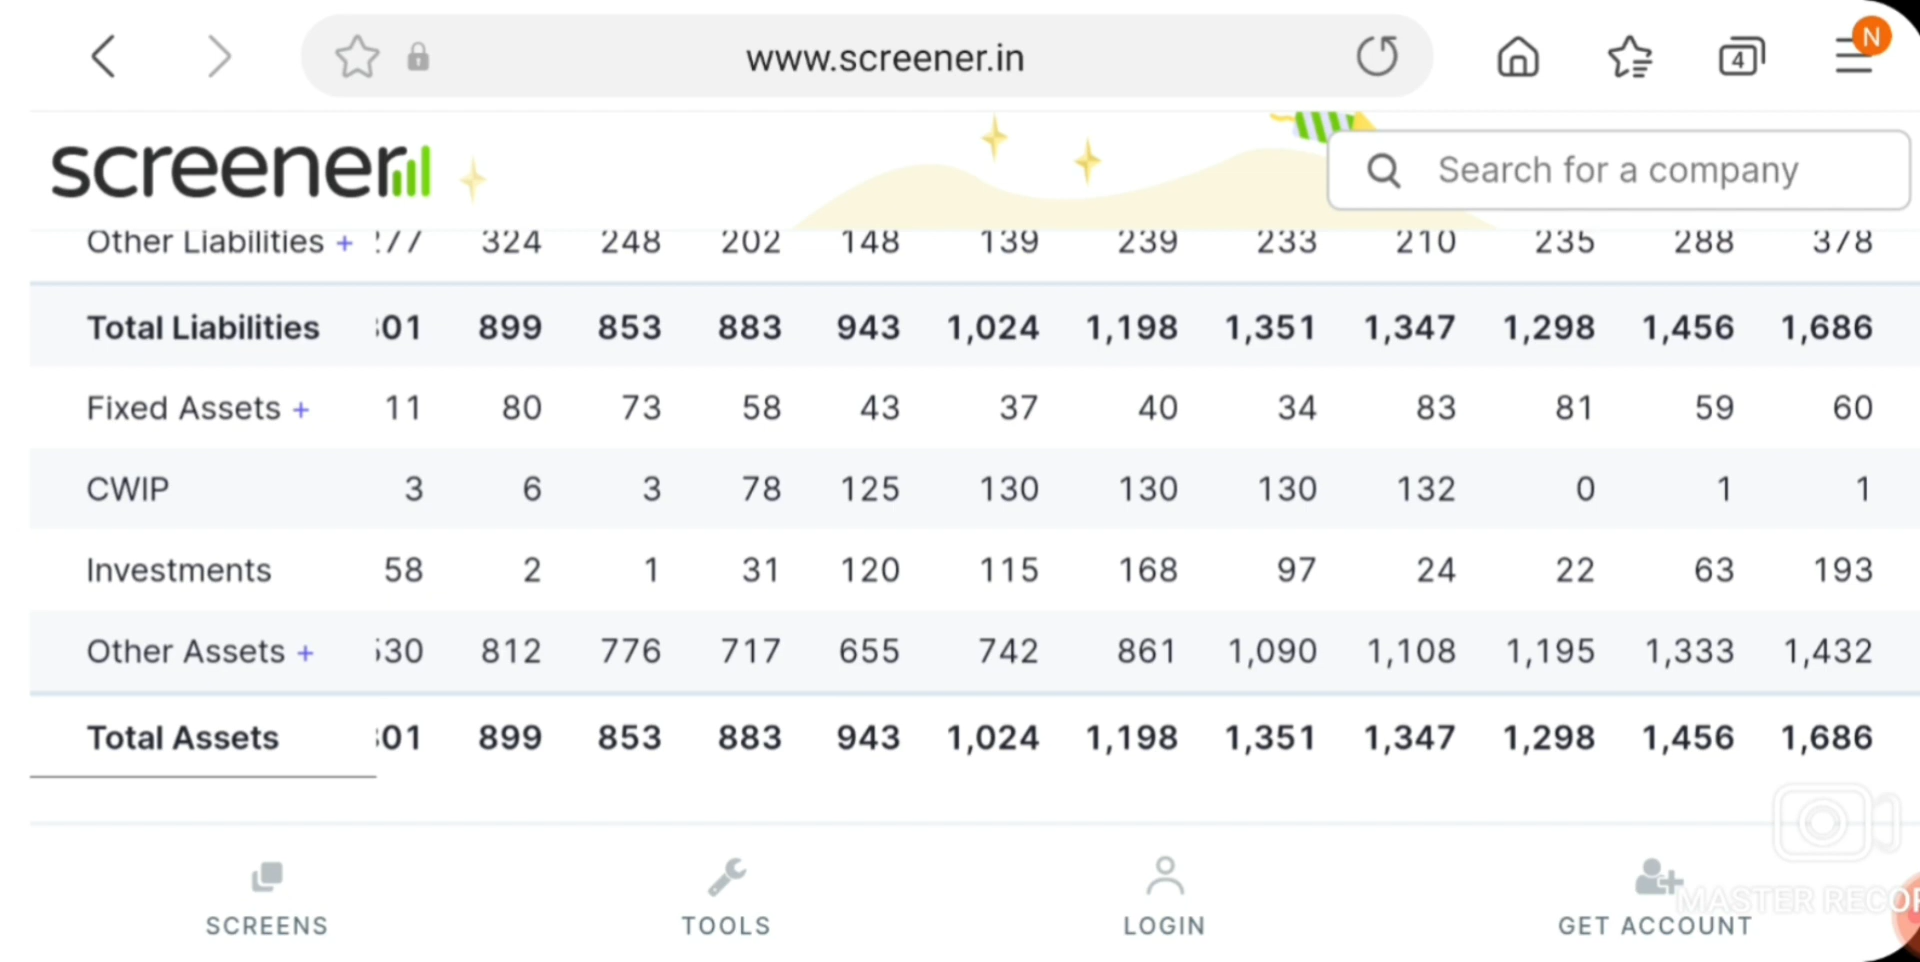 www.screener.in
4
N
screener
Search for a company
Other Liabilities + 324 248 202 148 139 239 233 210 235 288 378
Total Liabilities 899 853 883 943 1,024 1,198 1,351 1,347 1,298 1,456 1,686
Fixed Assets + 11 80 73 58 43 37 40 34 83 81 59 60
CWIP 3 6 3 78 125 130 130 130 132 0 1 1
Investments 58 2 1 31 120 115 168 97 24 22 63 193
Other Assets + 812 776 717 655 742 861 1,090 1,108 1,195 1,333 1,432
Total Assets 899 853 883 943 1,024 1,198 1,351 1,347 1,298 1,456 1,686
SCREENS TOOLS LOGIN GET ACCOUNT
MASTER RECOR